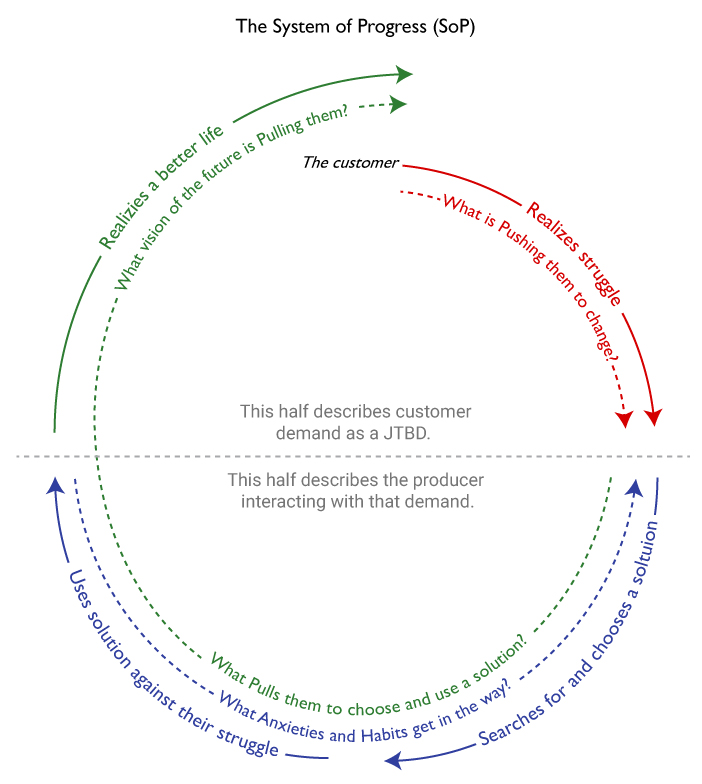 The System of Progress (SoP)
Realizies a better life
What vision of the future is Pulling them?
The customer
Realizes struggle
What is Pushing them to change?
This half describes customer
demand as a JTBD.
This half describes the producer
interacting with that demand.
What Pulls them to choose and use a solution?
What Anxieties and Habits get in the way?
Searches for and chooses a soltuion
Uses solution against their struggle